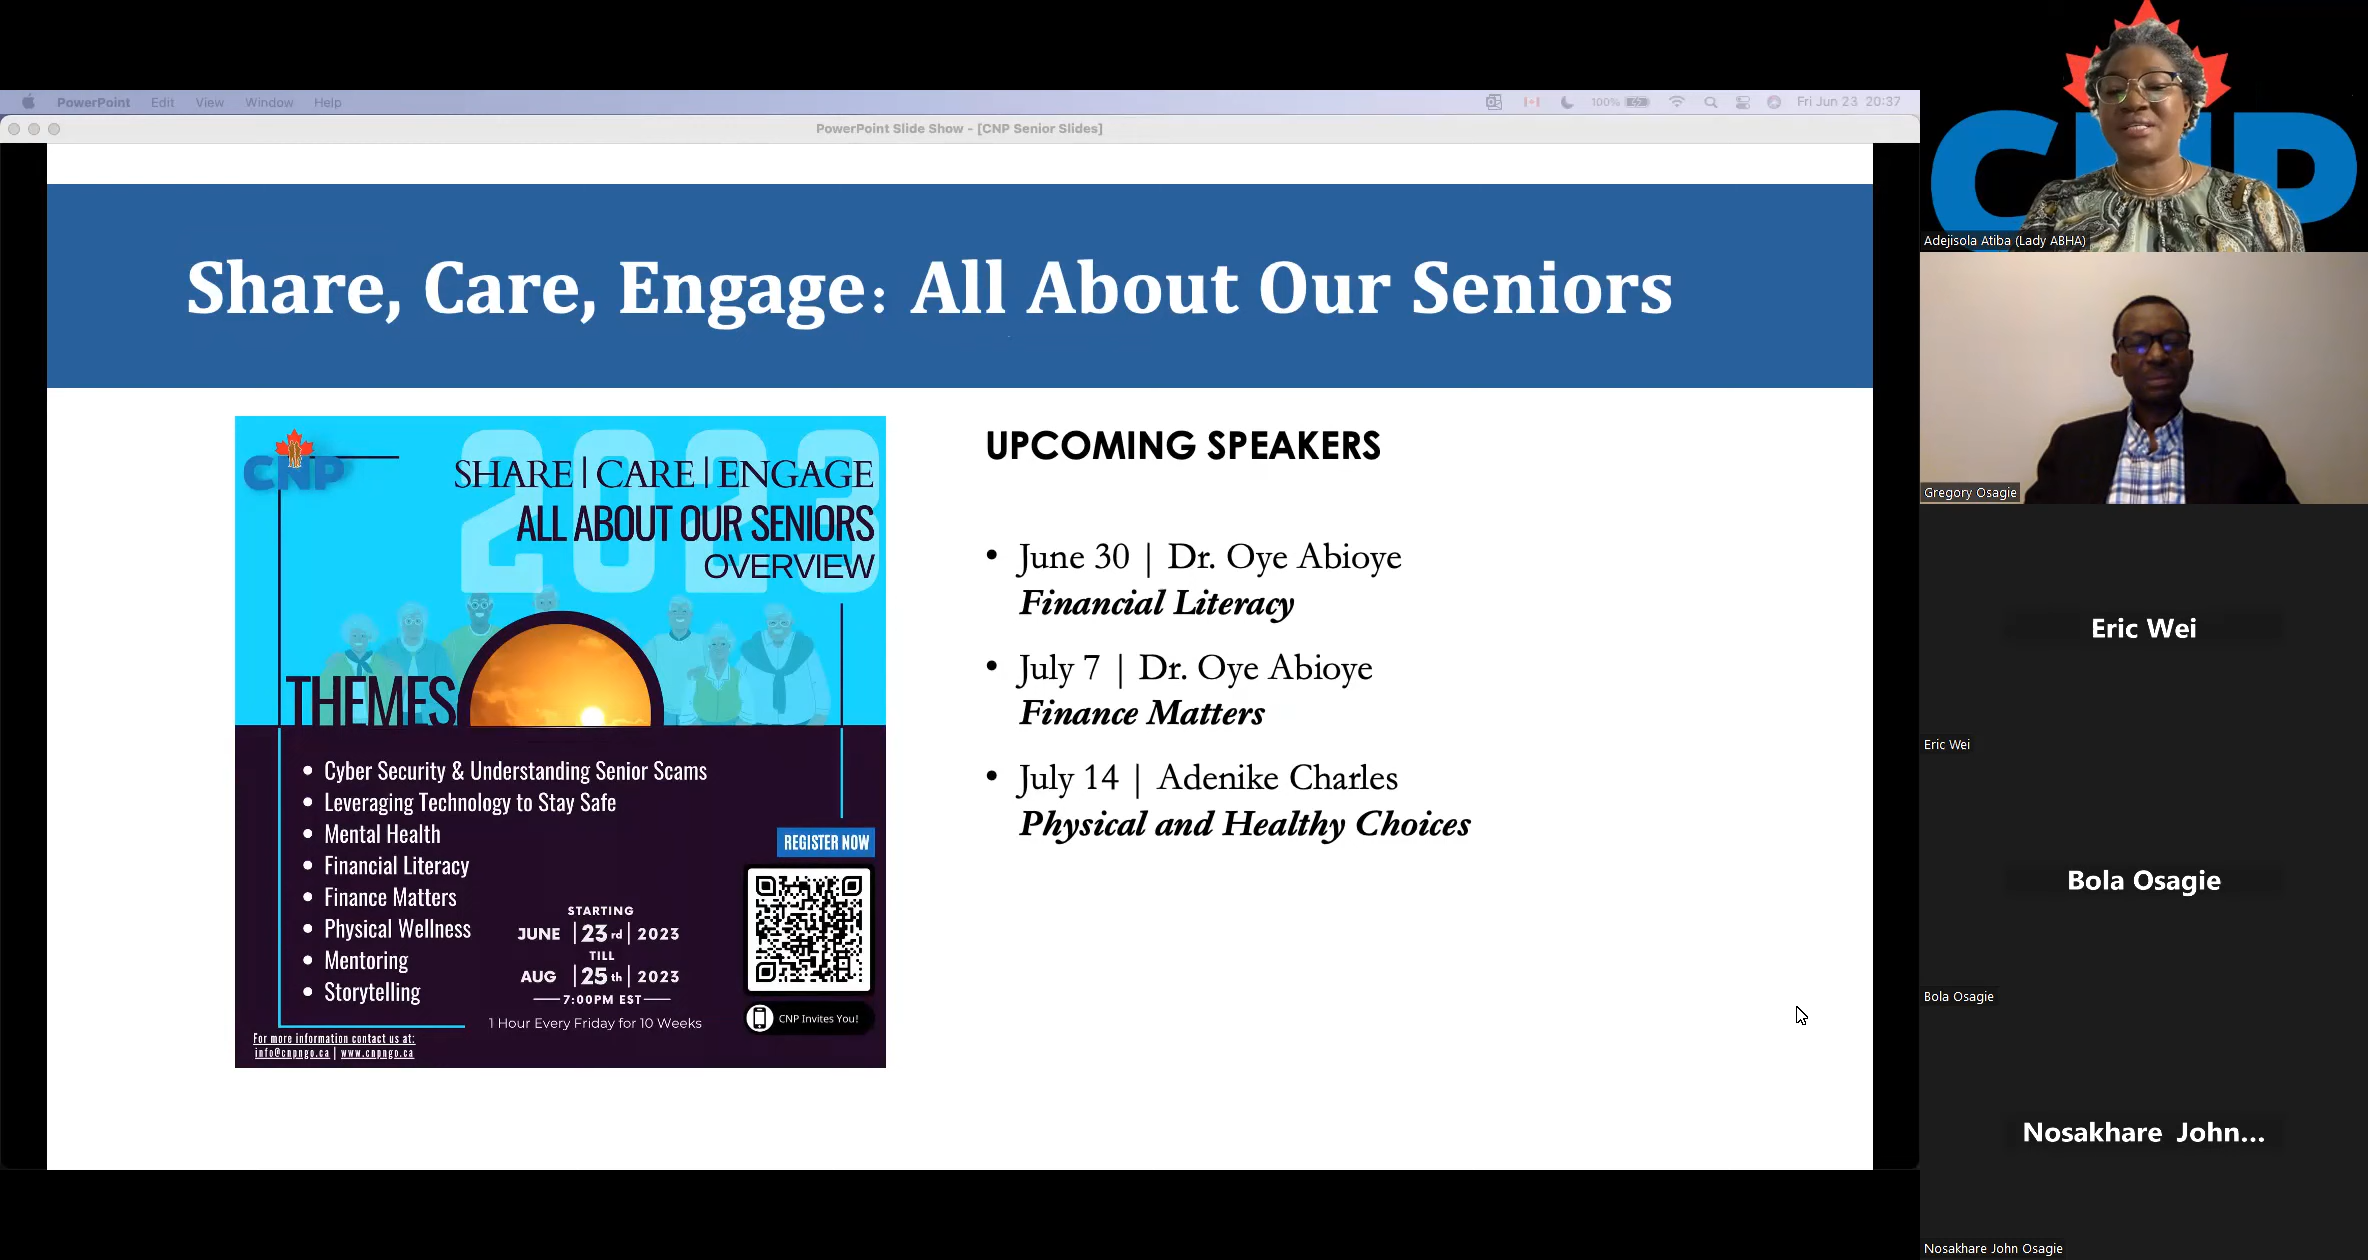 PowerPoint Edit View Window Help
100% Fri Jun 23 20:37
PowerPoint Slide Show - [CNP Senior Slides]
Share, Care, Engage: All About Our Seniors
CNP
2023
SHARE | CARE | ENGAGE
ALL ABOUT OUR SENIORS
OVERVIEW
THEMES
• Cyber Security & Understanding Senior Scams
• Leveraging Technology to Stay Safe
• Mental Health
• Financial Literacy
• Finance Matters
• Physical Wellness
• Mentoring
• Storytelling
REGISTER NOW
STARTING
JUNE | 23rd | 2023
TILL
AUG | 25th | 2023
7:00PM EST
1 Hour Every Friday for 10 Weeks
CNP Invites You!
For more information contact us at:
info@cnpngo.ca | www.cnpngo.ca
UPCOMING SPEAKERS
• June 30 | Dr. Oye Abioye
Financial Literacy
• July 7 | Dr. Oye Abioye
Finance Matters
• July 14 | Adenike Charles
Physical and Healthy Choices
CNP
Adejisola Atiba (Lady ABHA)
Gregory Osagie
Eric Wei
Eric Wei
Bola Osagie
Bola Osagie
Nosakhare John...
Nosakhare John Osagie